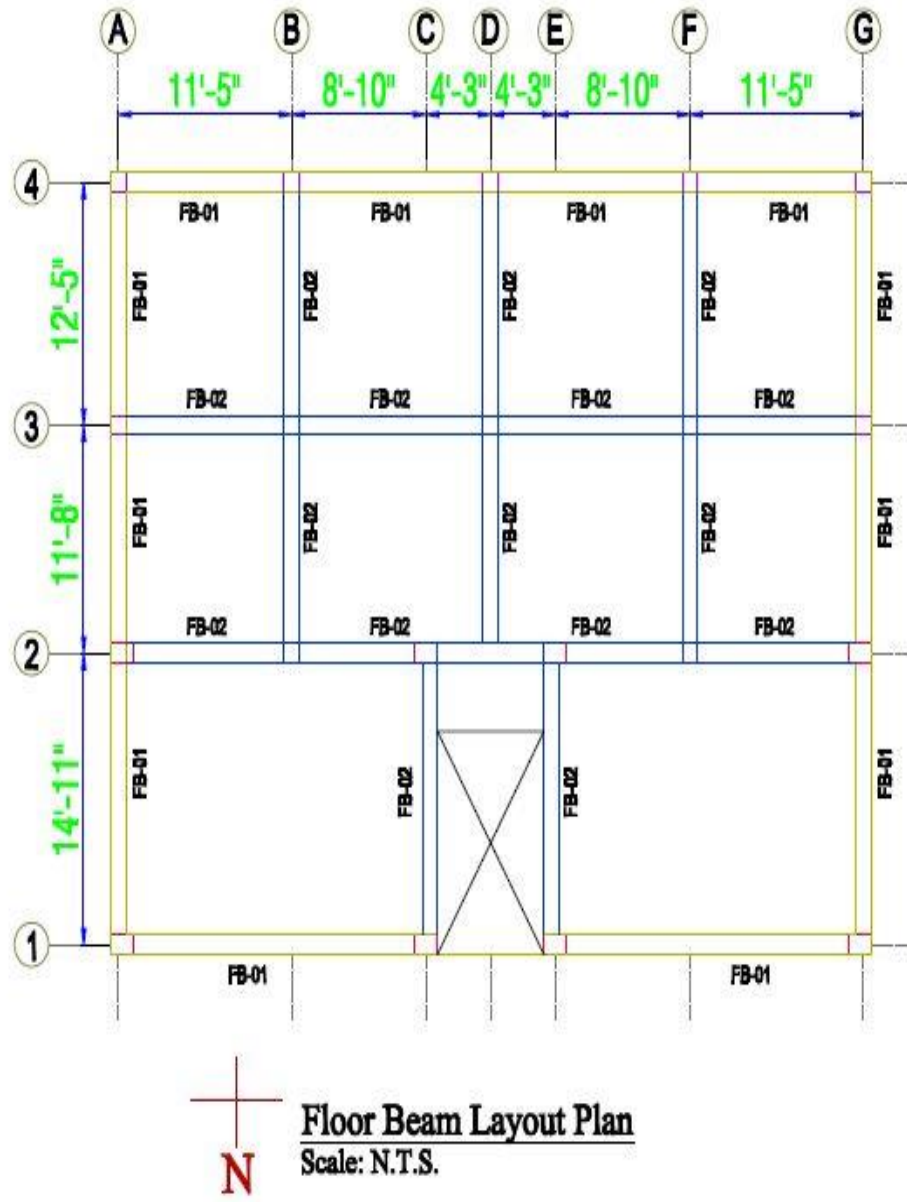 A B C D E F G
11'-5" 8'-10" 4'-3" 4'-3" 8'-10" 11'-5"
4
FB-01 FB-01 FB-01 FB-01
12'-5"
FB-01 FB-02 FB-02 FB-02 FB-01
FB-02 FB-02 FB-02 FB-02
3
11'-8"
FB-01 FB-02 FB-02 FB-02 FB-01
FB-02 FB-02 FB-02 FB-02
2
14'-11"
FB-01 FB-02 FB-02 FB-01
1
FB-01 FB-01
Floor Beam Layout Plan
Scale: N.T.S.
N